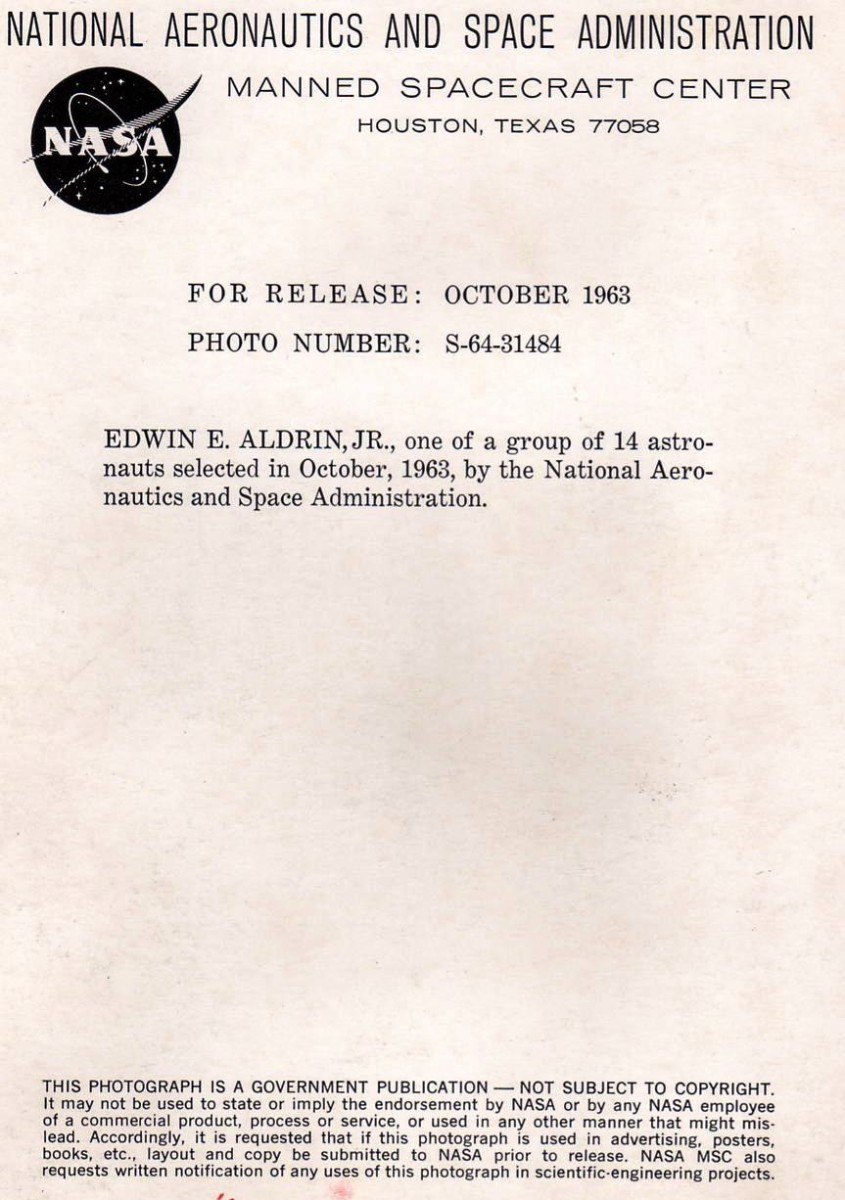 NATIONAL AERONAUTICS AND SPACE ADMINISTRATION
MANNED SPACECRAFT CENTER
HOUSTON, TEXAS 77058
NASA
FOR RELEASE: OCTOBER 1963
PHOTO NUMBER: S-64-31484
EDWIN E. ALDRIN, JR., one of a group of 14 astro-
nauts selected in October, 1963, by the National Aero-
nautics and Space Administration.
THIS PHOTOGRAPH IS A GOVERNMENT PUBLICATION — NOT SUBJECT TO COPYRIGHT.
It may not be used to state or imply the endorsement by NASA or by any NASA employee
of a commercial product, process or service, or used in any other manner that might mis-
lead. Accordingly, it is requested that if this photograph is used in advertising, posters,
books, etc., layout and copy be submitted to NASA prior to release. NASA MSC also
requests written notification of any uses of this photograph in scientific-engineering projects.